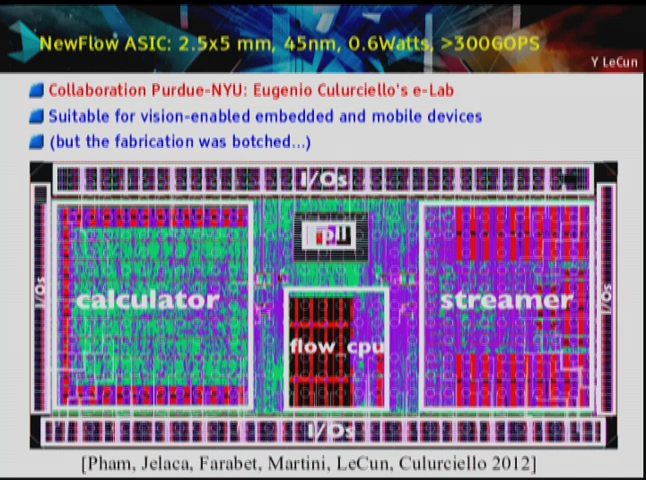 NewFlow ASIC: 2.5x5 mm, 45nm, 0.6Watts, >300GOPS
Y LeCun
Collaboration Purdue-NYU: Eugenio Culurciello's e-Lab
Suitable for vision-enabled embedded and mobile devices
(but the fabrication was botched...)
I/Os
pll
I/Os
calculator
streamer
I/Os
flow_cpu
I/Os
[Pham, Jelaca, Farabet, Martini, LeCun, Culurciello 2012]